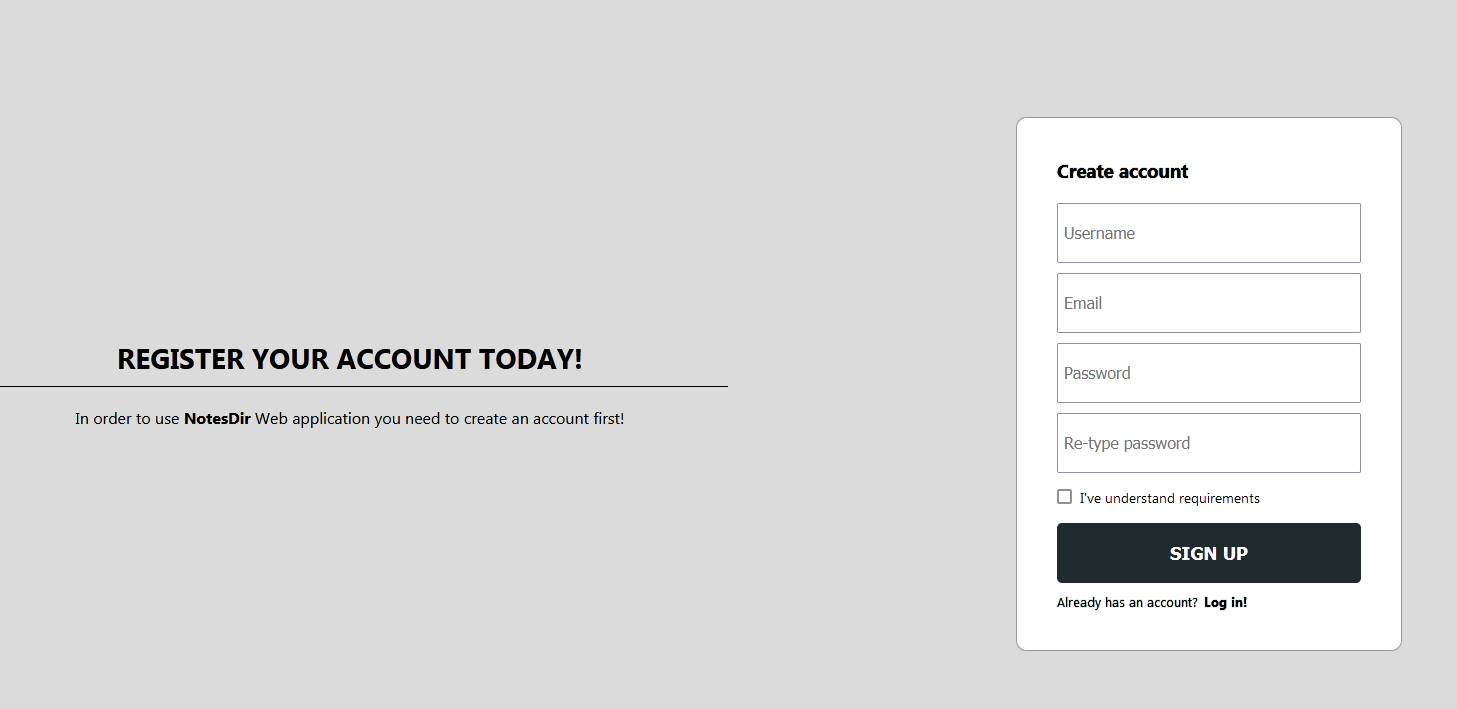 REGISTER YOUR ACCOUNT TODAY!
In order to use NotesDir Web application you need to create an account first!
Create account
Username
Email
Password
Re-type password
I've understand requirements
SIGN UP
Already has an account? Log in!